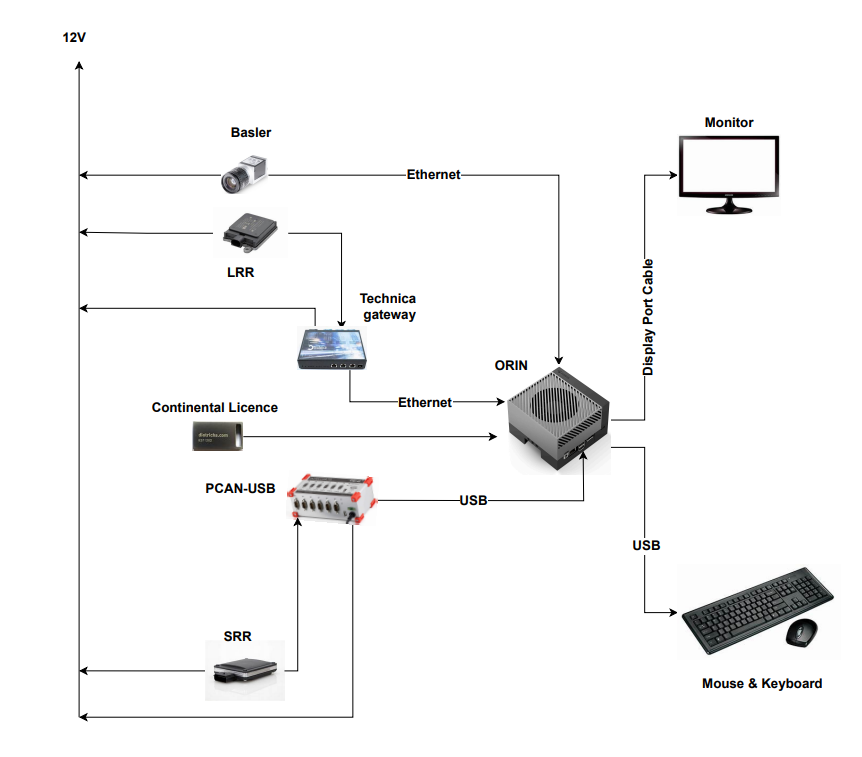 12V
Basler
Monitor
Ethernet
LRR
Technica
gateway
Display Port Cable
ORIN
Continental Licence
Ethernet
PCAN-USB
USB
USB
SRR
Mouse & Keyboard